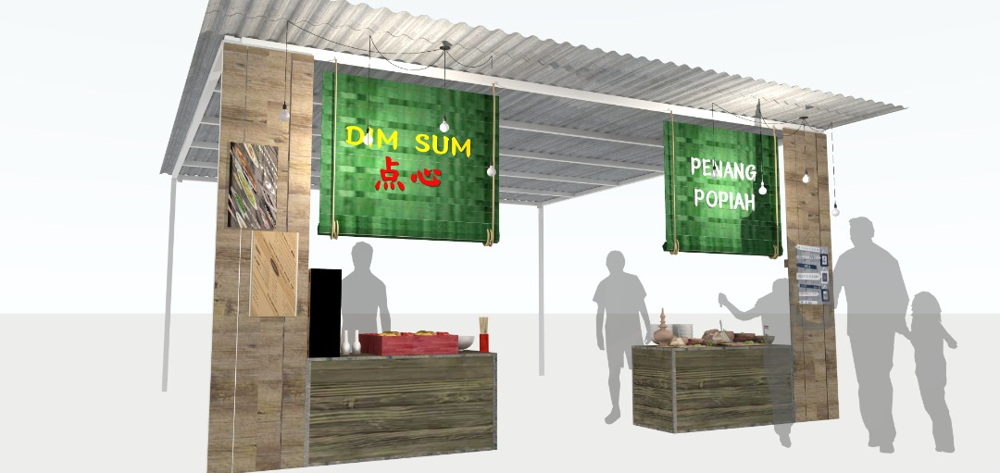 DIM SUM
点心
PENANG
POPIAH